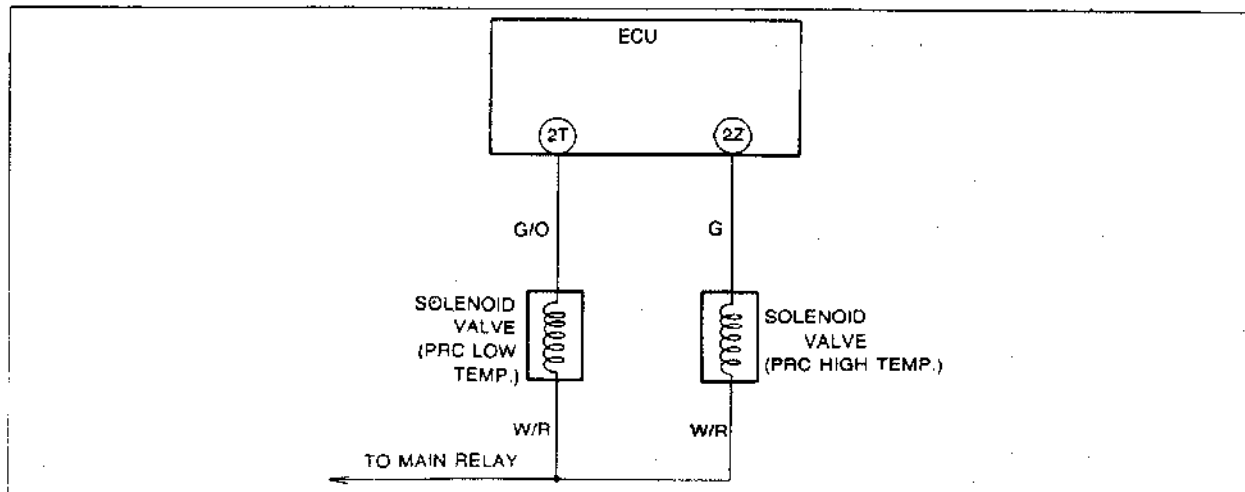 ECU
2T
2Z
G/O
G
SOLENOID
VALVE
(PRC LOW
TEMP.)
SOLENOID
VALVE
(PRC HIGH TEMP.)
W/R
W/R
TO MAIN RELAY